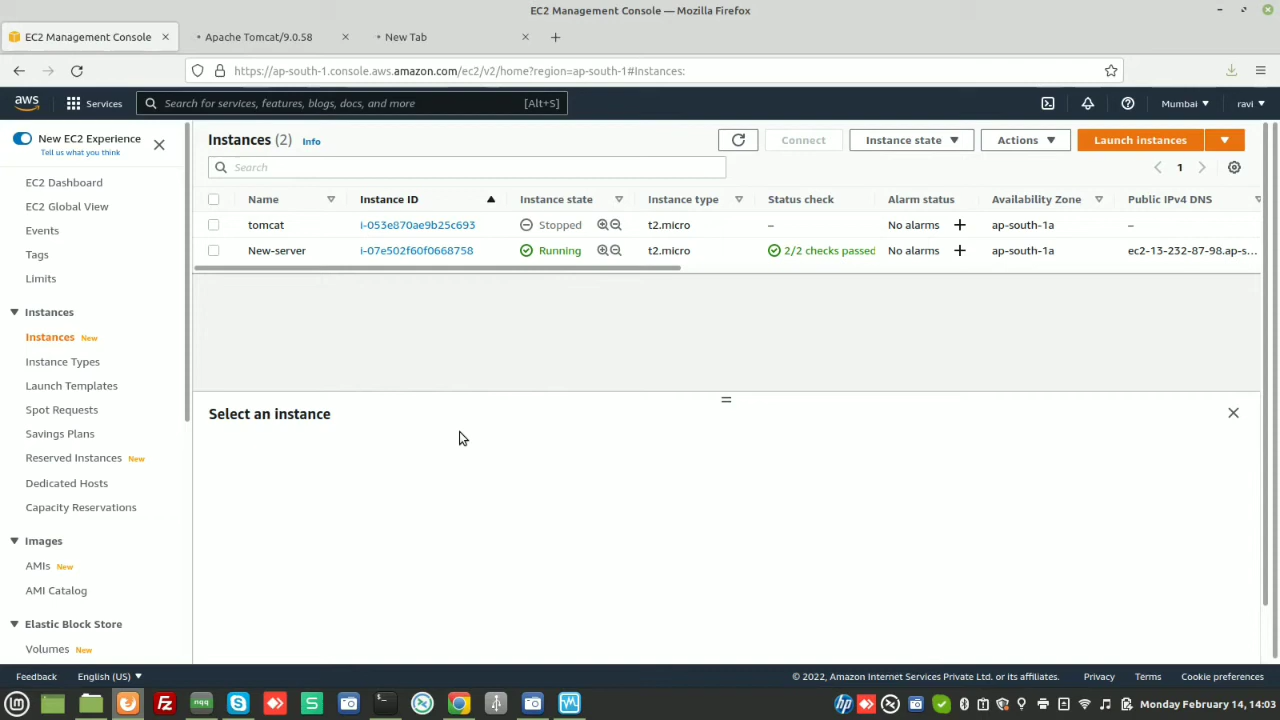 EC2 Management Console — Mozilla Firefox
EC2 Management Console
Apache Tomcat/9.0.58
New Tab
https://ap-south-1.console.aws.amazon.com/ec2/v2/home?region=ap-south-1#Instances:
aws
Services
Search for services, features, blogs, docs, and more
[Alt+S]
Mumbai
ravi
New EC2 Experience
Tell us what you think
EC2 Dashboard
EC2 Global View
Events
Tags
Limits
Instances
Instances New
Instance Types
Launch Templates
Spot Requests
Savings Plans
Reserved Instances New
Dedicated Hosts
Capacity Reservations
Images
AMIs New
AMI Catalog
Elastic Block Store
Volumes New
Instances (2) Info
Connect
Instance state
Actions
Launch instances
Search
1
Name Instance ID Instance state Instance type Status check Alarm status Availability Zone Public IPv4 DNS
tomcat i-053e870ae9b25c693 Stopped t2.micro – No alarms ap-south-1a –
New-server i-07e502f60f0668758 Running t2.micro 2/2 checks passed No alarms ap-south-1a ec2-13-232-87-98.ap-s...
Select an instance
Feedback
English (US)
© 2022, Amazon Internet Services Private Ltd. or its affiliates.
Privacy
Terms
Cookie preferences
nqq
Monday February 14, 14:03